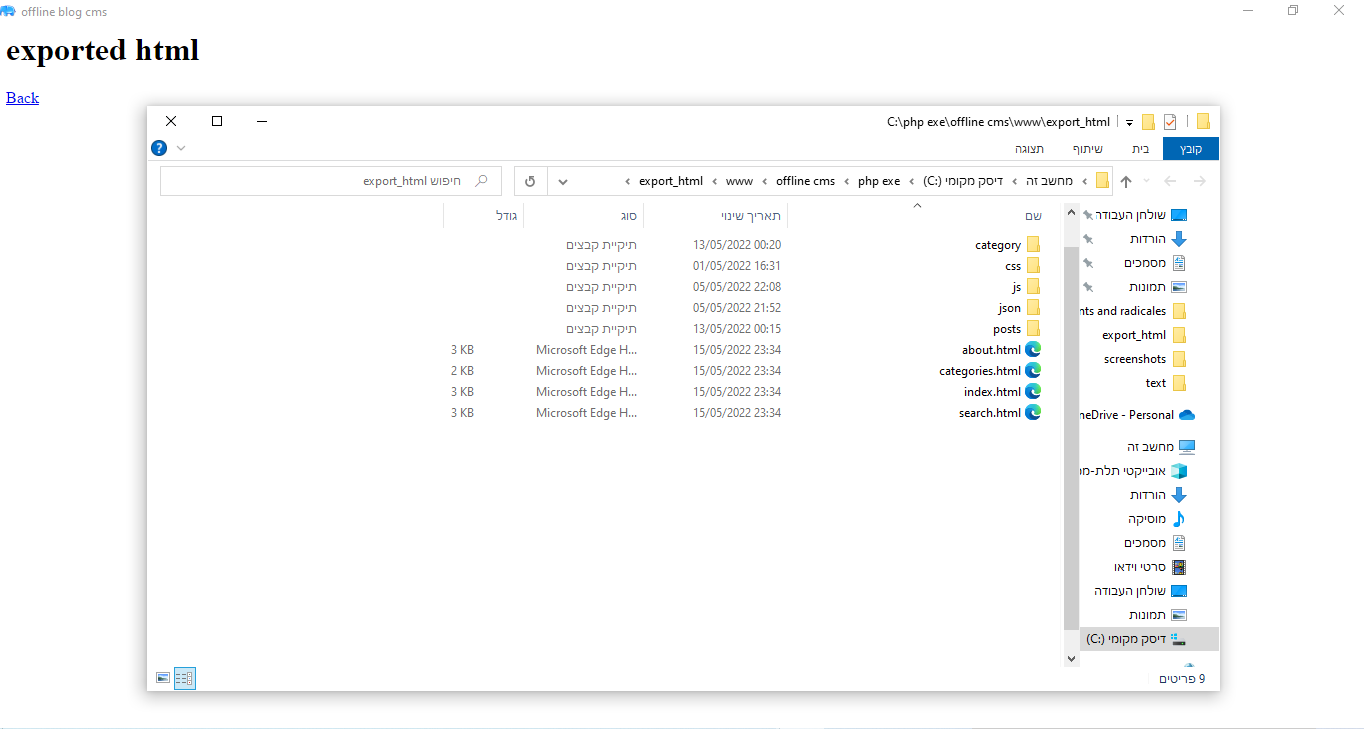 offline blog cms
exported html
Back
C:\php exe\offline cms\www\export_html
קובץ בית שיתוף תצוגה
מחשב זה דיסק מקומי (C:) php exe offline cms www export_html
חיפוש export_html
שם תאריך שינוי סוג גודל
category 13/05/2022 00:20 תיקיית קבצים
css 01/05/2022 16:31 תיקיית קבצים
js 05/05/2022 22:08 תיקיית קבצים
json 05/05/2022 21:52 תיקיית קבצים
posts 13/05/2022 00:15 תיקיית קבצים
about.html 15/05/2022 23:34 Microsoft Edge H... 3 KB
categories.html 15/05/2022 23:34 Microsoft Edge H... 2 KB
index.html 15/05/2022 23:34 Microsoft Edge H... 3 KB
search.html 15/05/2022 23:34 Microsoft Edge H... 3 KB
שולחן העבודה
הורדות
מסמכים
תמונות
nts and radicales
export_html
screenshots
text
neDrive - Personal
מחשב זה
אובייקטי תלת-ממ
הורדות
מוסיקה
מסמכים
סרטי וידאו
שולחן העבודה
תמונות
דיסק מקומי (C:)
9 פריטים